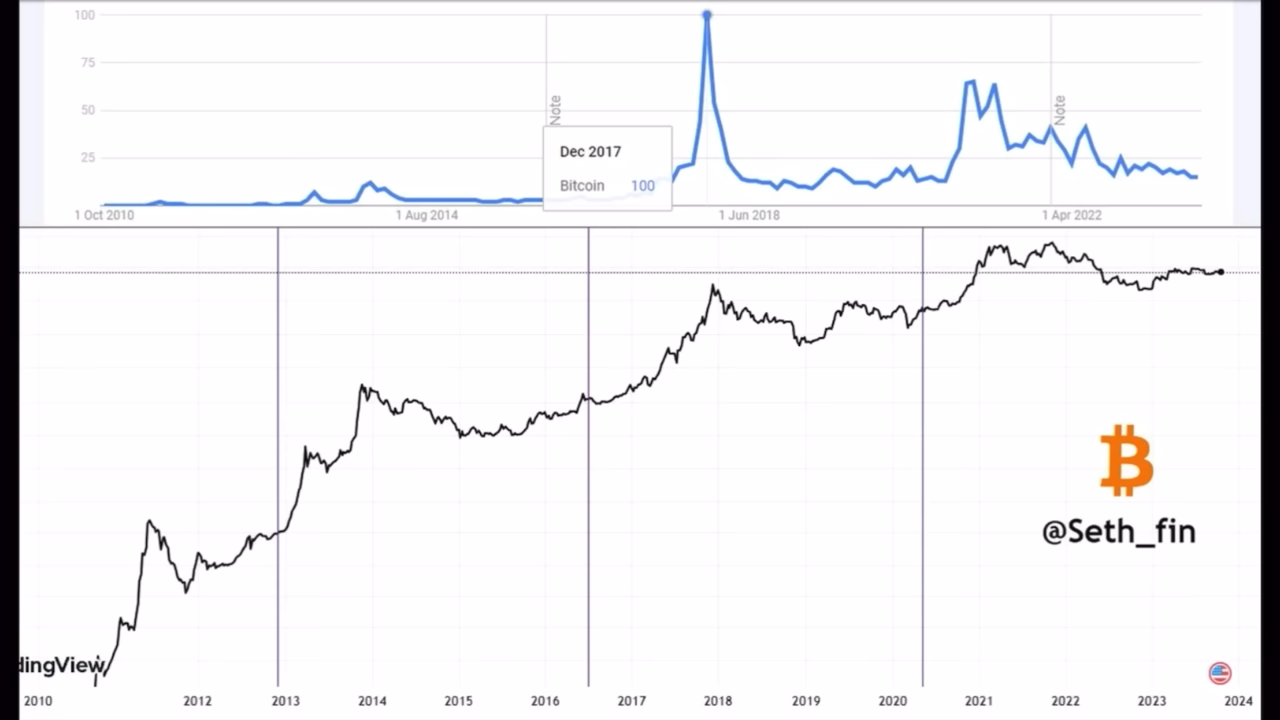 100
75
50
25
Note
Note
Dec 2017
Bitcoin 100
1 Oct 2010 1 Aug 2014 1 Jun 2018 1 Apr 2022
@Seth_fin
dingView
2010 2012 2013 2014 2015 2016 2017 2018 2019 2020 2021 2022 2023 2024